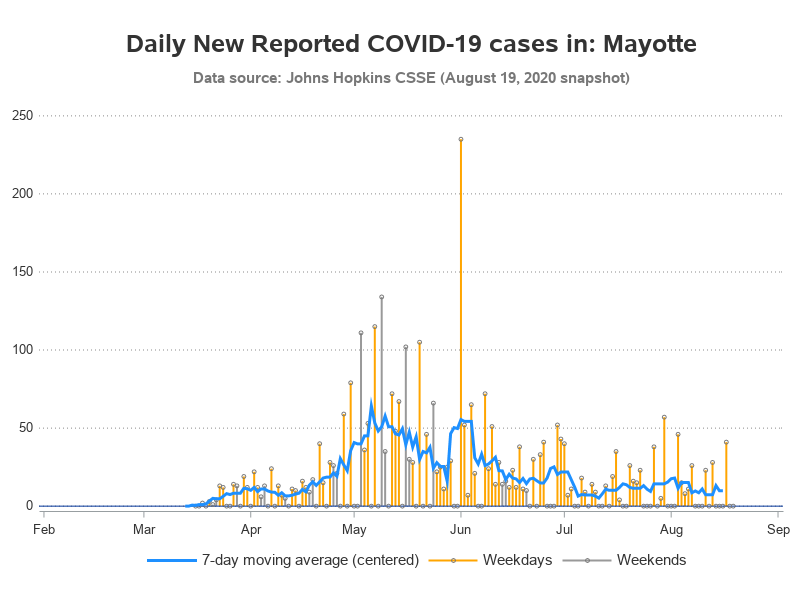 Daily New Reported COVID-19 cases in: Mayotte
Data source: Johns Hopkins CSSE (August 19, 2020 snapshot)
250
200
150
100
50
0
Feb Mar Apr May Jun Jul Aug Sep
7-day moving average (centered) Weekdays Weekends